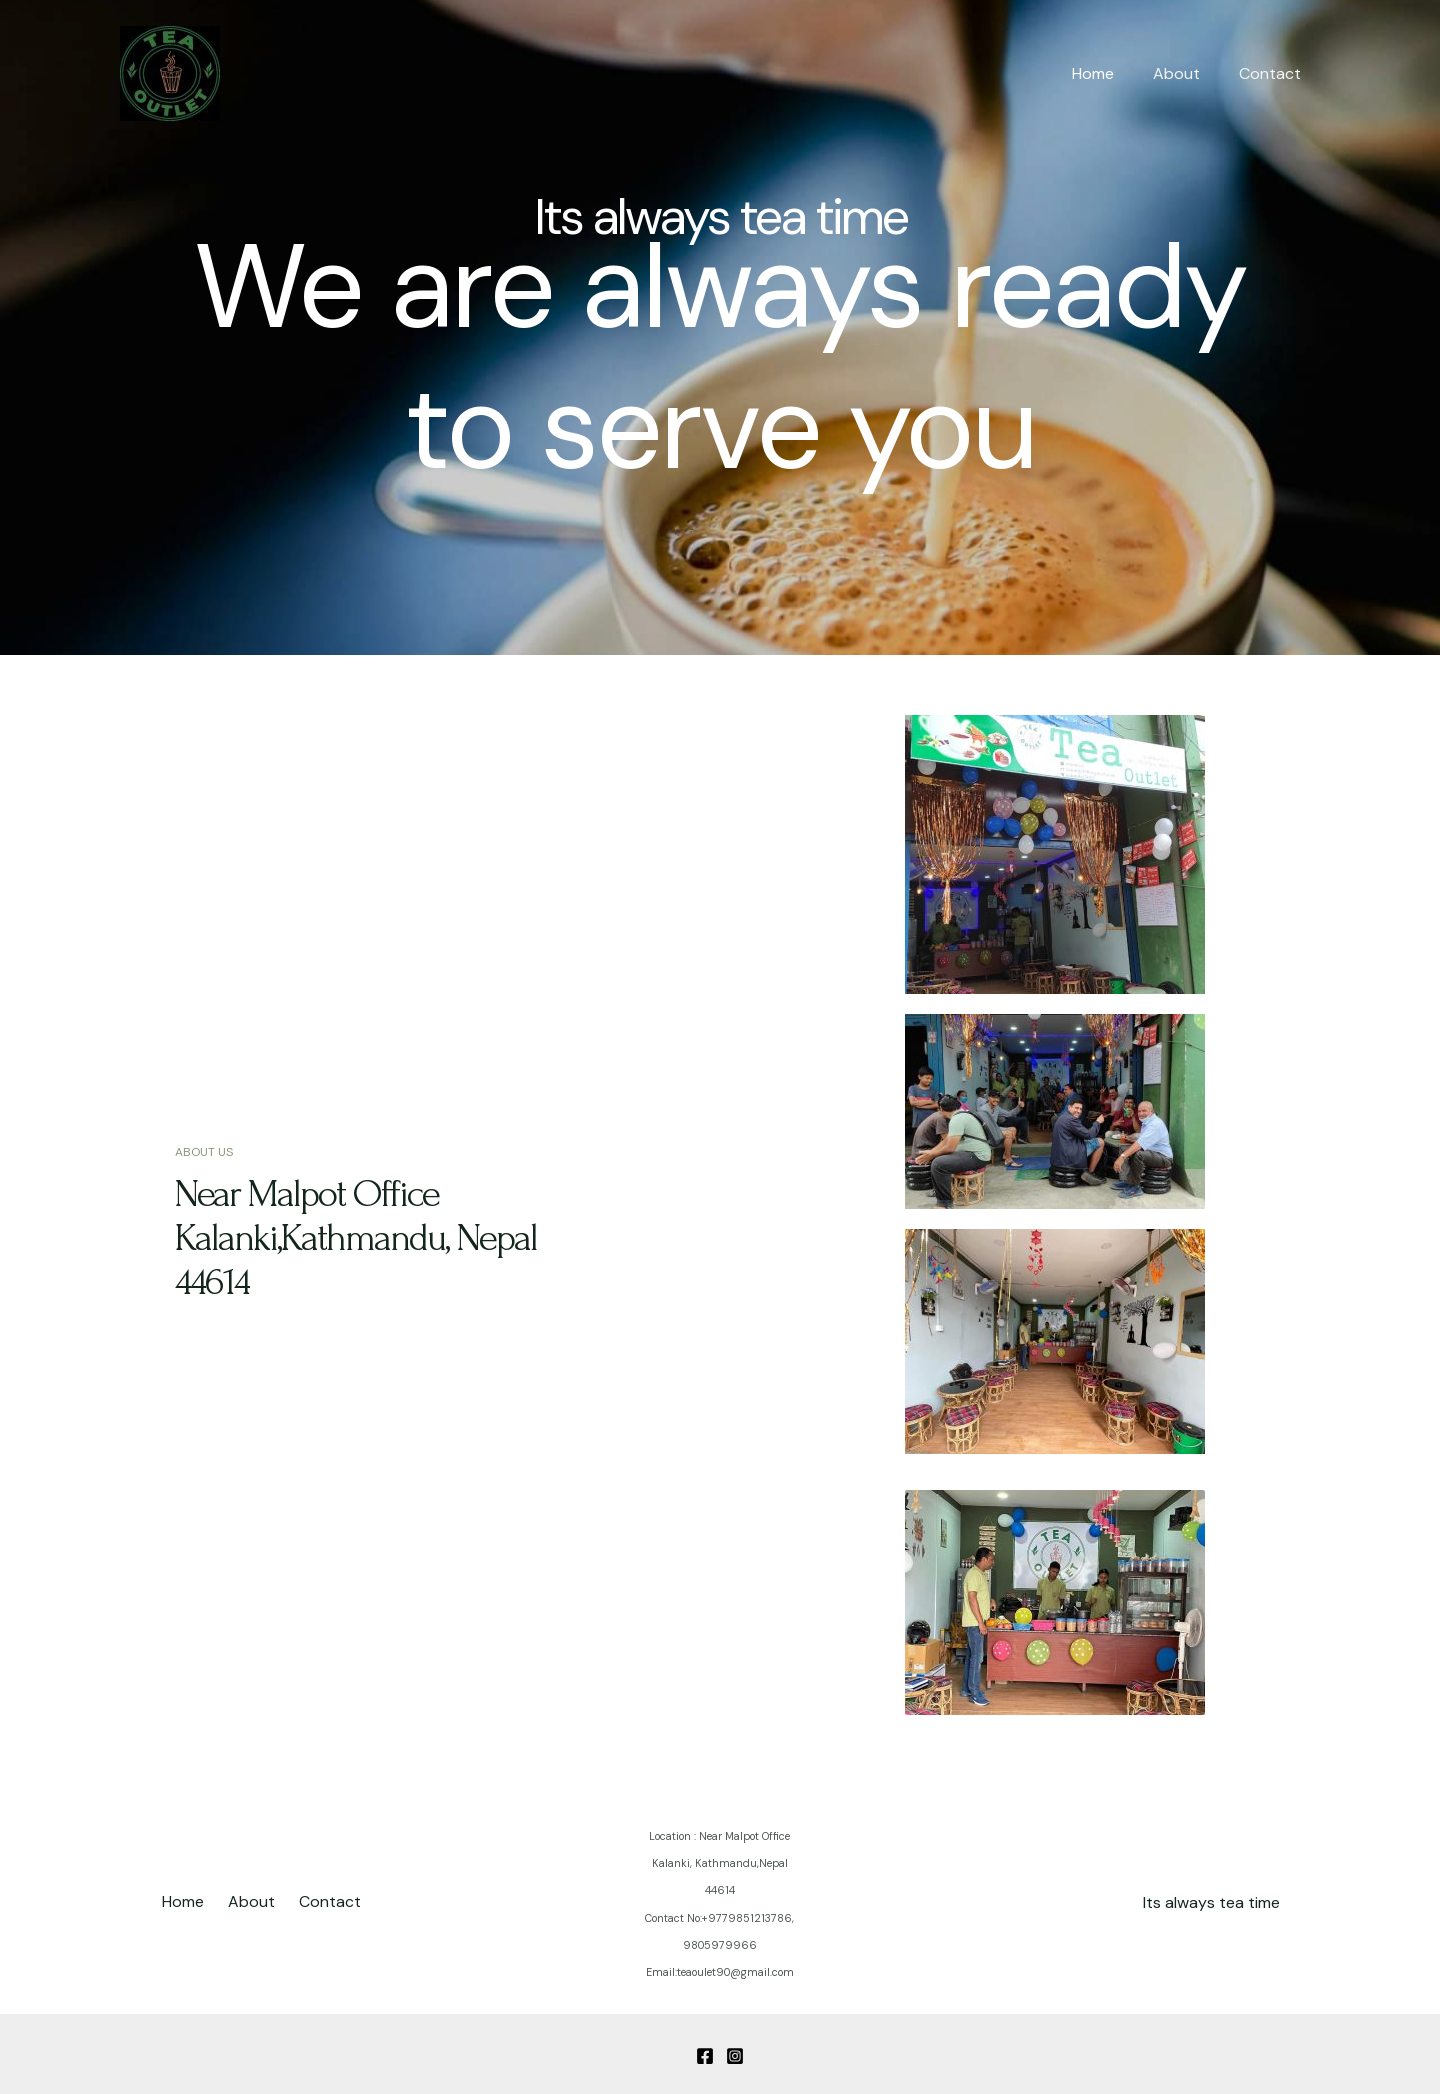 TEA
OUTLET
Home About Contact
Its always tea time
We are always ready
to serve you
Tea
Outlet
ABOUT US
Near Malpot Office
Kalanki,Kathmandu, Nepal
44614
TEA
OUTLET
Location : Near Malpot Office
Kalanki, Kathmandu,Nepal
44614
Contact No:+9779851213786,
9805979966
Email:teaoulet90@gmail.com
Home About Contact
Its always tea time